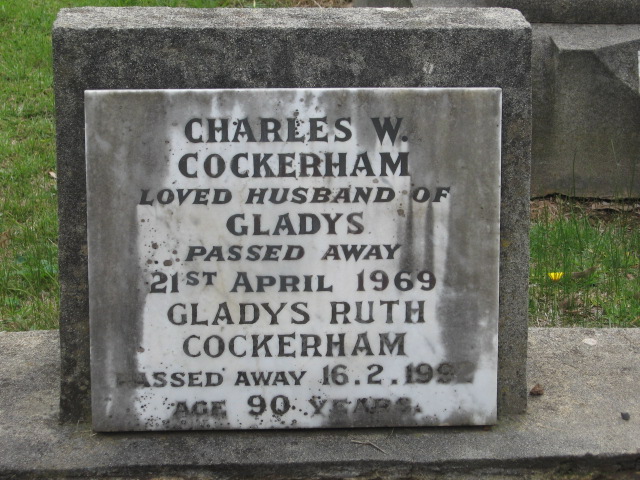 CHARLES W.
COCKERHAM
LOVED HUSBAND OF
GLADYS
PASSED AWAY
21ST APRIL 1969
GLADYS RUTH
COCKERHAM
PASSED AWAY 16.2.1992
AGE 90 YEARS.